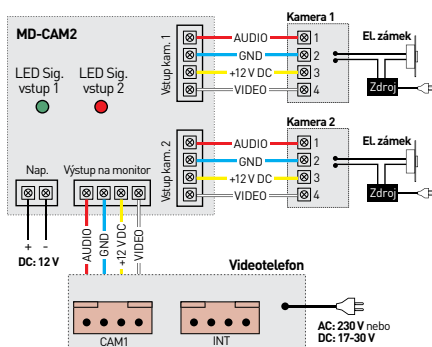 MD-CAM2
LED Sig.
vstup 1
LED Sig.
vstup 2
Vstup kam. 1
AUDIO
GND
+12 V DC
VIDEO
Kamera 1
1
2
3
4
El. zámek
Zdroj
Vstup kam. 2
AUDIO
GND
+12 V DC
VIDEO
Kamera 2
1
2
3
4
El. zámek
Zdroj
Nap.
Výstup na monitor
+ -
DC: 12 V
AUDIO
GND
+12 V DC
VIDEO
Videotelefon
CAM1
INT
AC: 230 V nebo
DC: 17-30 V